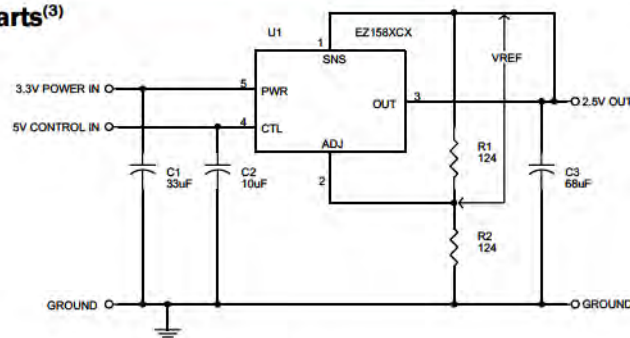 arts(3)
U1
EZ158XCX
1
SNS
VREF
3.3V POWER IN
5
PWR
OUT
3
2.5V OUT
5V CONTROL IN
4
CTL
ADJ
R1
124
C1
33uF
C2
10uF
2
C3
68uF
R2
124
GROUND
GROUND